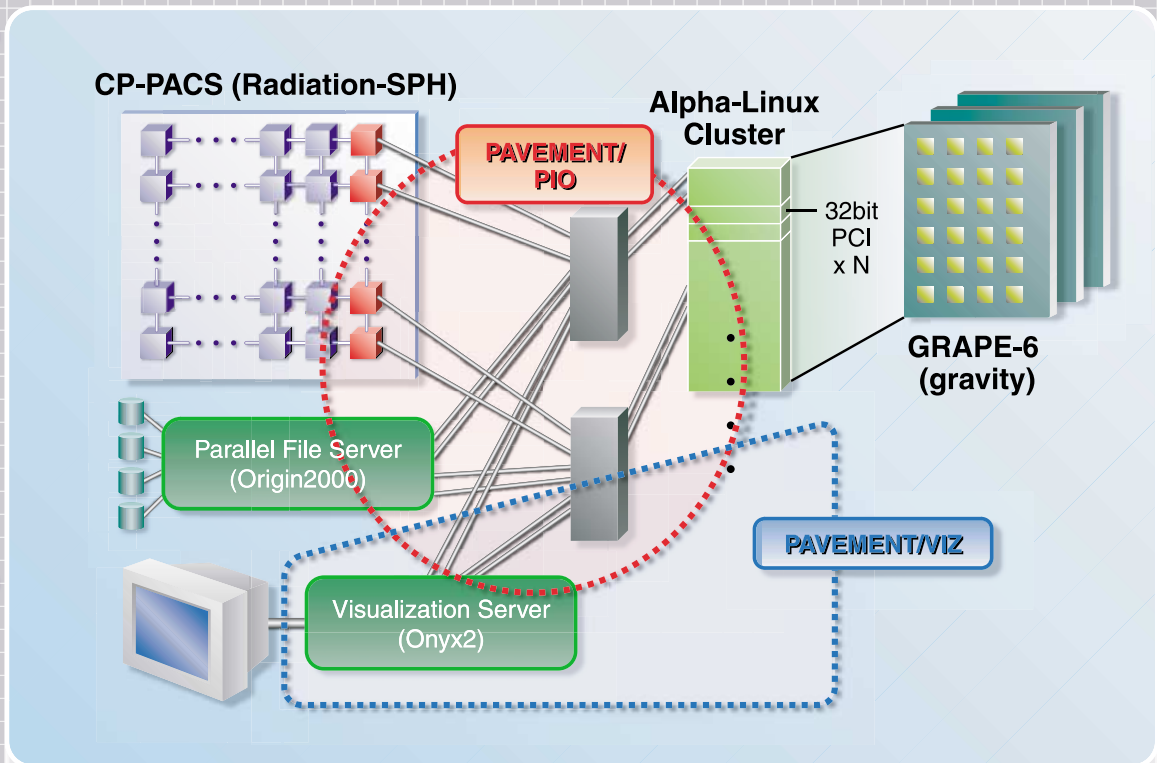 CP-PACS (Radiation-SPH)
Alpha-Linux
Cluster
PAVEMENT/
PIO
32bit
PCI
x N
GRAPE-6
(gravity)
Parallel File Server
(Origin2000)
PAVEMENT/VIZ
Visualization Server
(Onyx2)